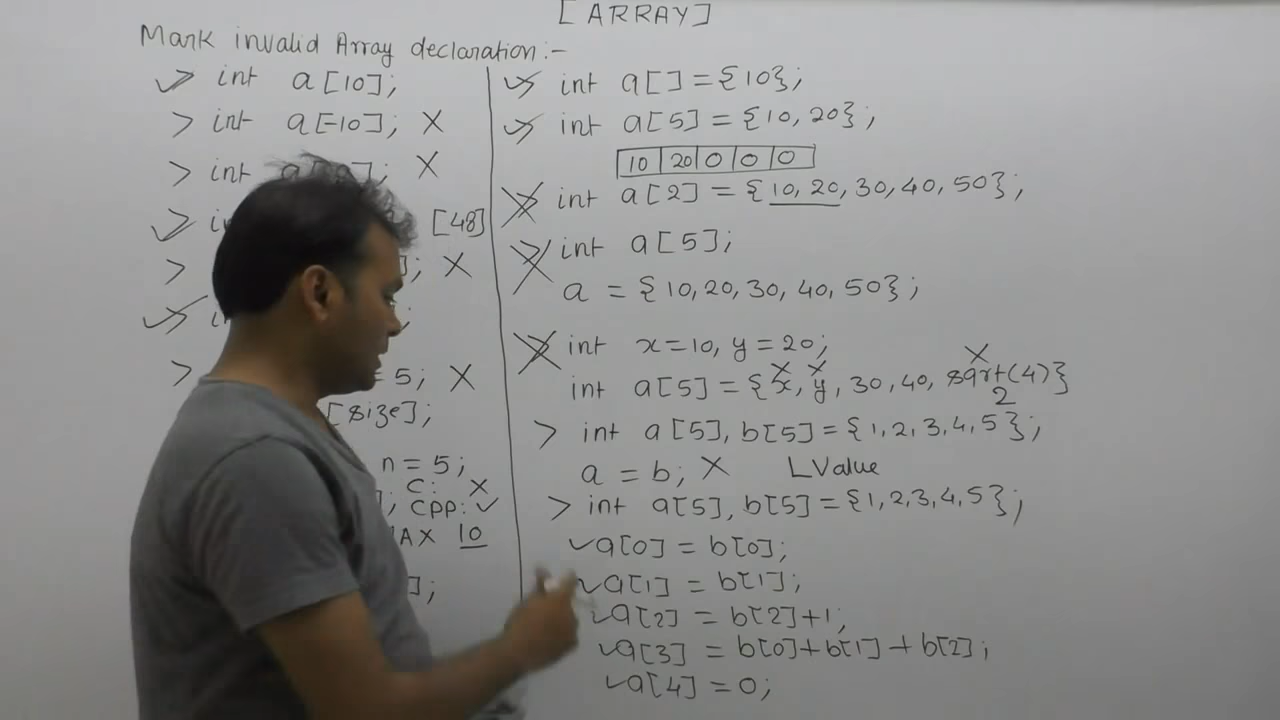 [ARRAY]
Mark invalid Array declaration :-
> int a[10];
> int a[-10]; X
> int a[ ]; X
> [48]
> ]; X
> ;
> = 5; X
[size];
n = 5;
C: X
], CPP: ✓
AX 10
];
> int a[] = {10};
> int a[5] = {10, 20};
10 | 20 | 0 | 0 | 0
> int a[2] = {10, 20, 30, 40, 50};
> int a[5];
a = {10, 20, 30, 40, 50};
> int x=10, y=20;
X X X
int a[5] = {x, y, 30, 40, sqrt(4)}
2
> int a[5], b[5] = {1, 2, 3, 4, 5};
a = b; X LValue
> int a[5], b[5] = {1, 2, 3, 4, 5};
✓a[0] = b[0];
✓a[1] = b[1];
✓a[2] = b[2]+1;
✓a[3] = b[0]+b[1]+b[2];
✓a[4] = 0;